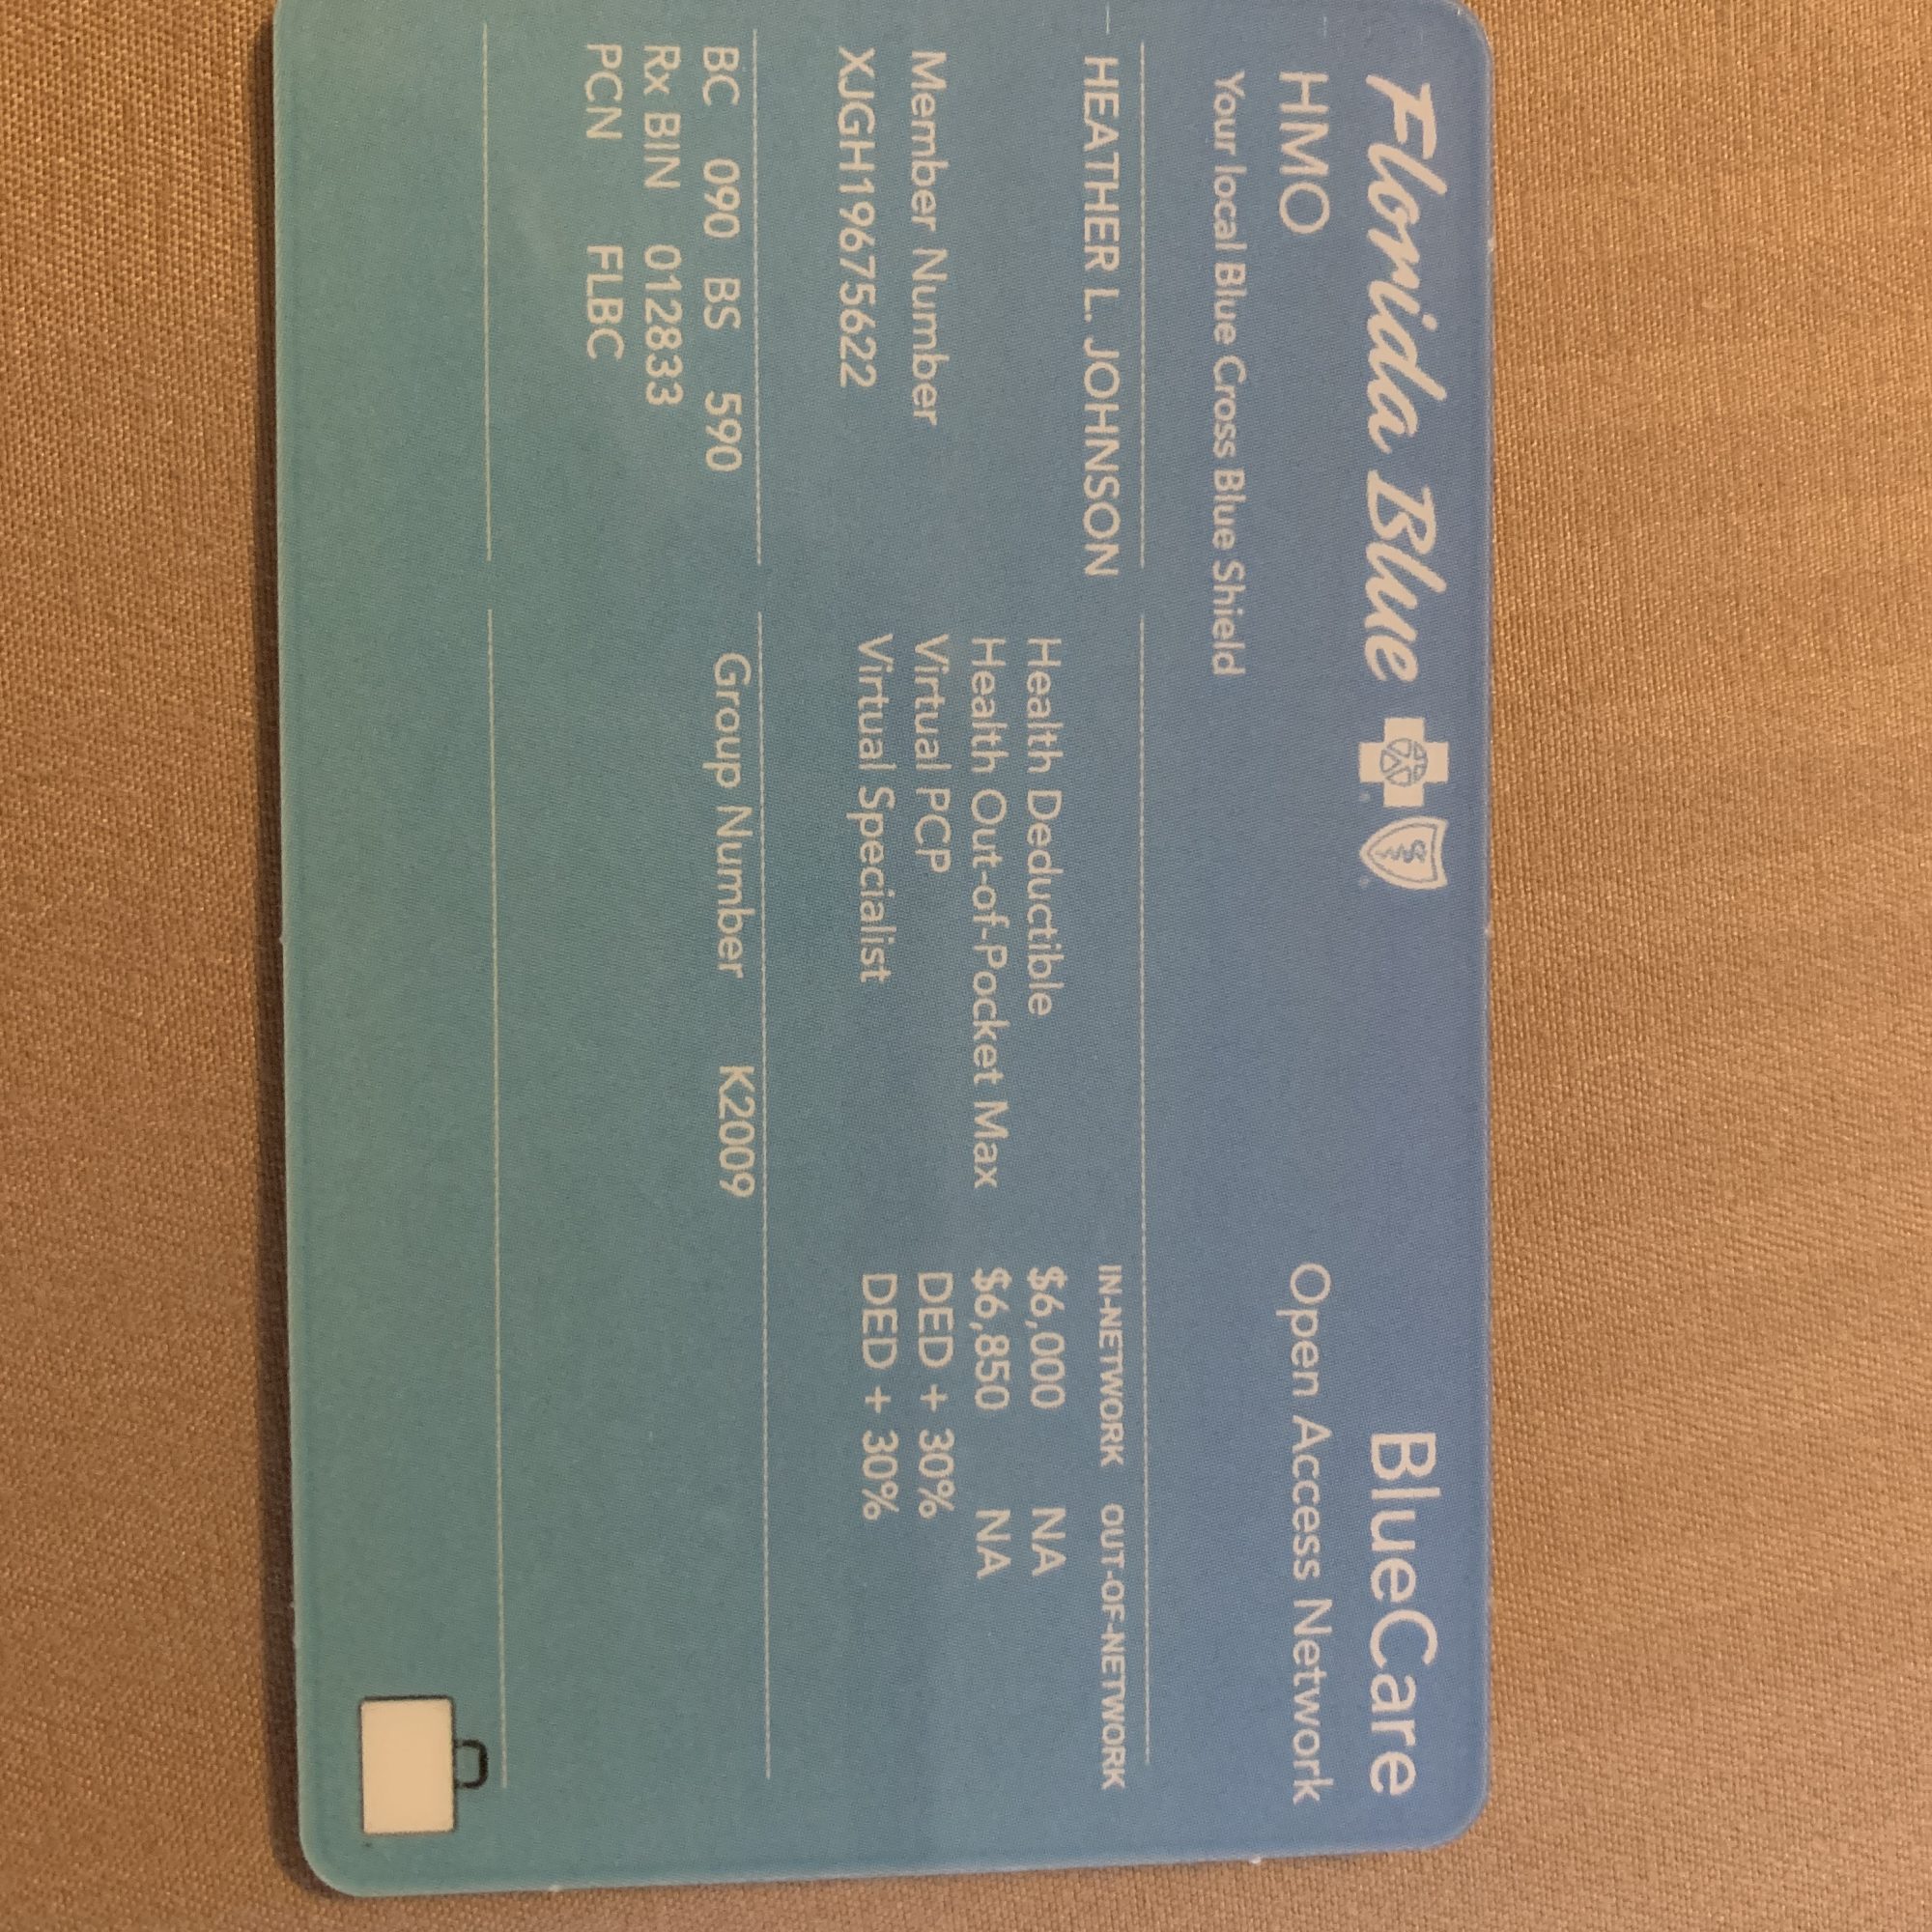 Florida Blue
BlueCare
HMO
Open Access Network
Your local Blue Cross Blue Shield
HEATHER L. JOHNSON
IN-NETWORK OUT-OF-NETWORK
Health Deductible $6,000 NA
Health Out-of-Pocket Max $6,850 NA
Virtual PCP DED + 30%
Virtual Specialist DED + 30%
Member Number
XJGH19675622
BC 090 BS 590
Rx BIN 012833
PCN FLBC
Group Number K2009